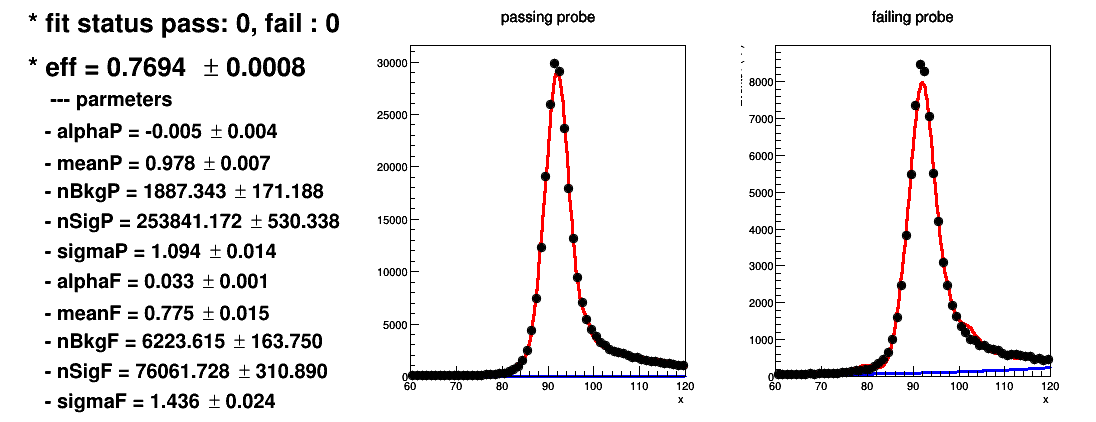 * fit status pass: 0, fail : 0
* eff = 0.7694 ± 0.0008
--- parmeters
- alphaP = -0.005 ± 0.004
- meanP = 0.978 ± 0.007
- nBkgP = 1887.343 ± 171.188
- nSigP = 253841.172 ± 530.338
- sigmaP = 1.094 ± 0.014
- alphaF = 0.033 ± 0.001
- meanF = 0.775 ± 0.015
- nBkgF = 6223.615 ± 163.750
- nSigF = 76061.728 ± 310.890
- sigmaF = 1.436 ± 0.024
passing probe
30000
25000
20000
15000
10000
5000
0
60 70 80 90 100 110 120
x
failing probe
8000
7000
6000
5000
4000
3000
2000
1000
0
60 70 80 90 100 110 120
x